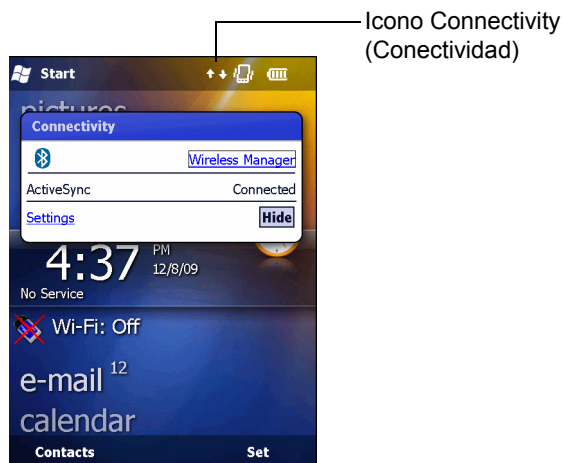 Icono Connectivity
(Conectividad)
Start
pictures
Connectivity
Wireless Manager
ActiveSync Connected
Settings Hide
4:37 PM
12/8/09
No Service
Wi-Fi: Off
e-mail 12
calendar
Contacts Set